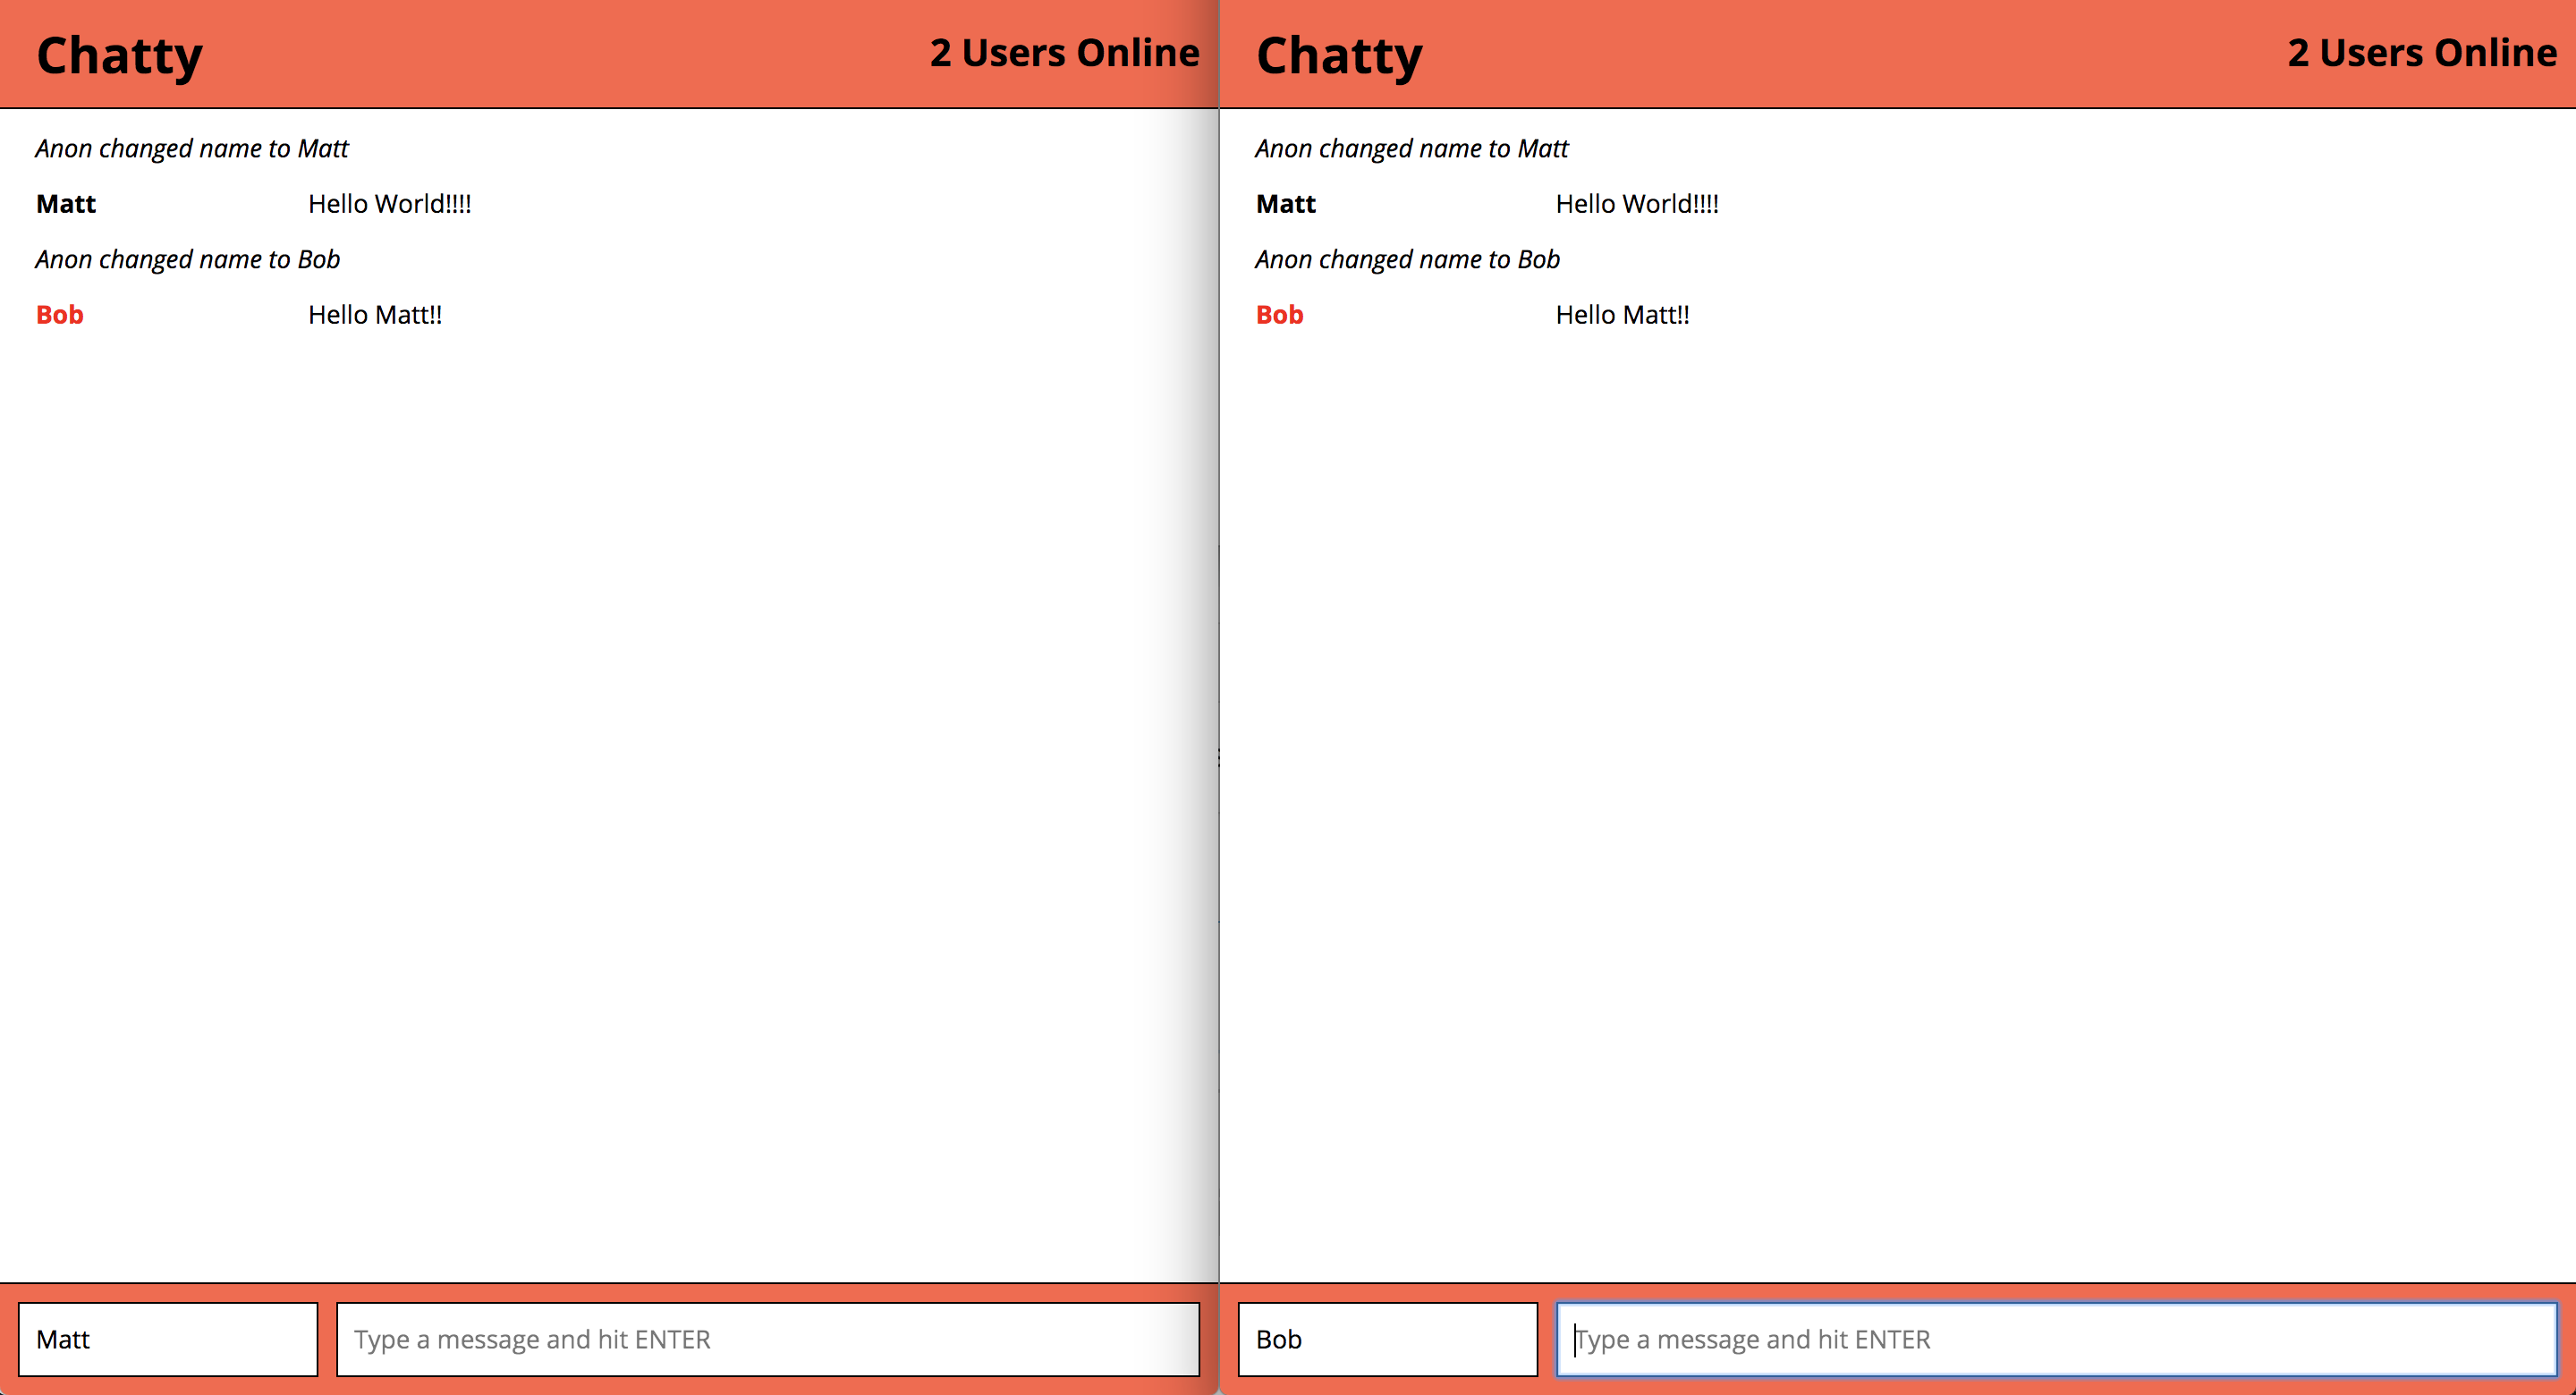 Chatty
2 Users Online
Anon changed name to Matt
Matt Hello World!!!!
Anon changed name to Bob
Bob Hello Matt!!
Matt
Type a message and hit ENTER
Chatty
2 Users Online
Anon changed name to Matt
Matt Hello World!!!!
Anon changed name to Bob
Bob Hello Matt!!
Bob
Type a message and hit ENTER